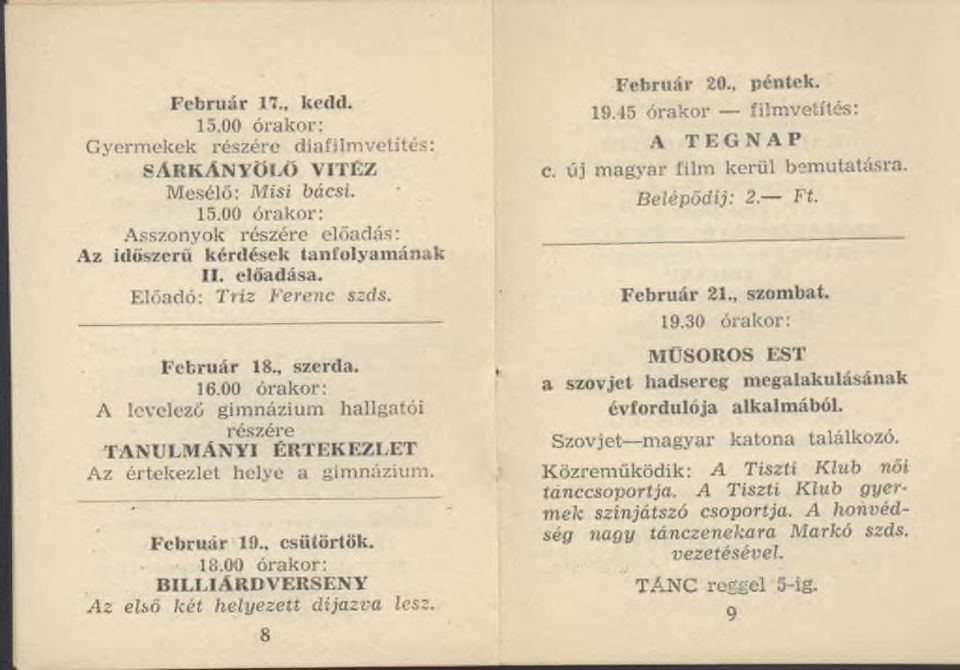 Február 17., kedd.
15.00 órakor:
Gyermekek részére diafilmvetítés:
SÁRKÁNYÖLŐ VITÉZ
Mesélő: Misi bácsi.
15.00 órakor:
Asszonyok részére előadás:
Az időszerű kérdések tanfolyamának
II. előadása.
Előadó: Triz Ferenc szds.
Február 18., szerda.
16.00 órakor:
A levelező gimnázium hallgatói
részére
TANULMÁNYI ÉRTEKEZLET
Az értekezlet helye a gimnázium.
Február 19., csütörtök.
18.00 órakor:
BILLIÁRDVERSENY
Az első két helyezett díjazva lesz.
8
Február 20., péntek.
19.45 órakor — filmvetítés:
A TEGNAP
c. új magyar film kerül bemutatásra.
Belépődíj: 2.— Ft.
Február 21., szombat.
19.30 órakor:
MŰSOROS EST
a szovjet hadsereg megalakulásának
évfordulója alkalmából.
Szovjet—magyar katona találkozó.
Közreműködik: A Tiszti Klub női
tánccsoportja. A Tiszti Klub gyer-
mek színjátszó csoportja. A honvéd-
ség nagy tánczenekara Markó szds.
vezetésével.
TÁNC reggel 5-ig.
9